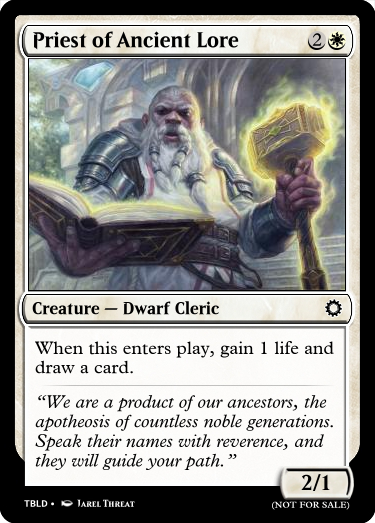 Priest of Ancient Lore 2
Creature — Dwarf Cleric
When this enters play, gain 1 life and
draw a card.
“We are a product of our ancestors, the
apotheosis of countless noble generations.
Speak their names with reverence, and
they will guide your path.”
2/1
TBLD • Jarel Threat
(NOT FOR SALE)